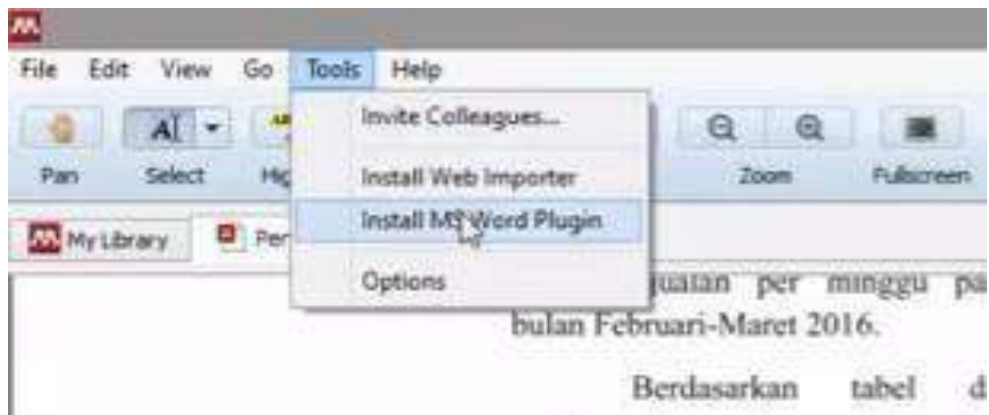 File Edit View Go Tools Help
Invite Colleagues...
Install Web Importer
Install MS Word Plugin
Options
Pan Select Zoom Fullscreen
My Library
per minggu
bulan Februari-Maret 2016.
Berdasarkan tabel